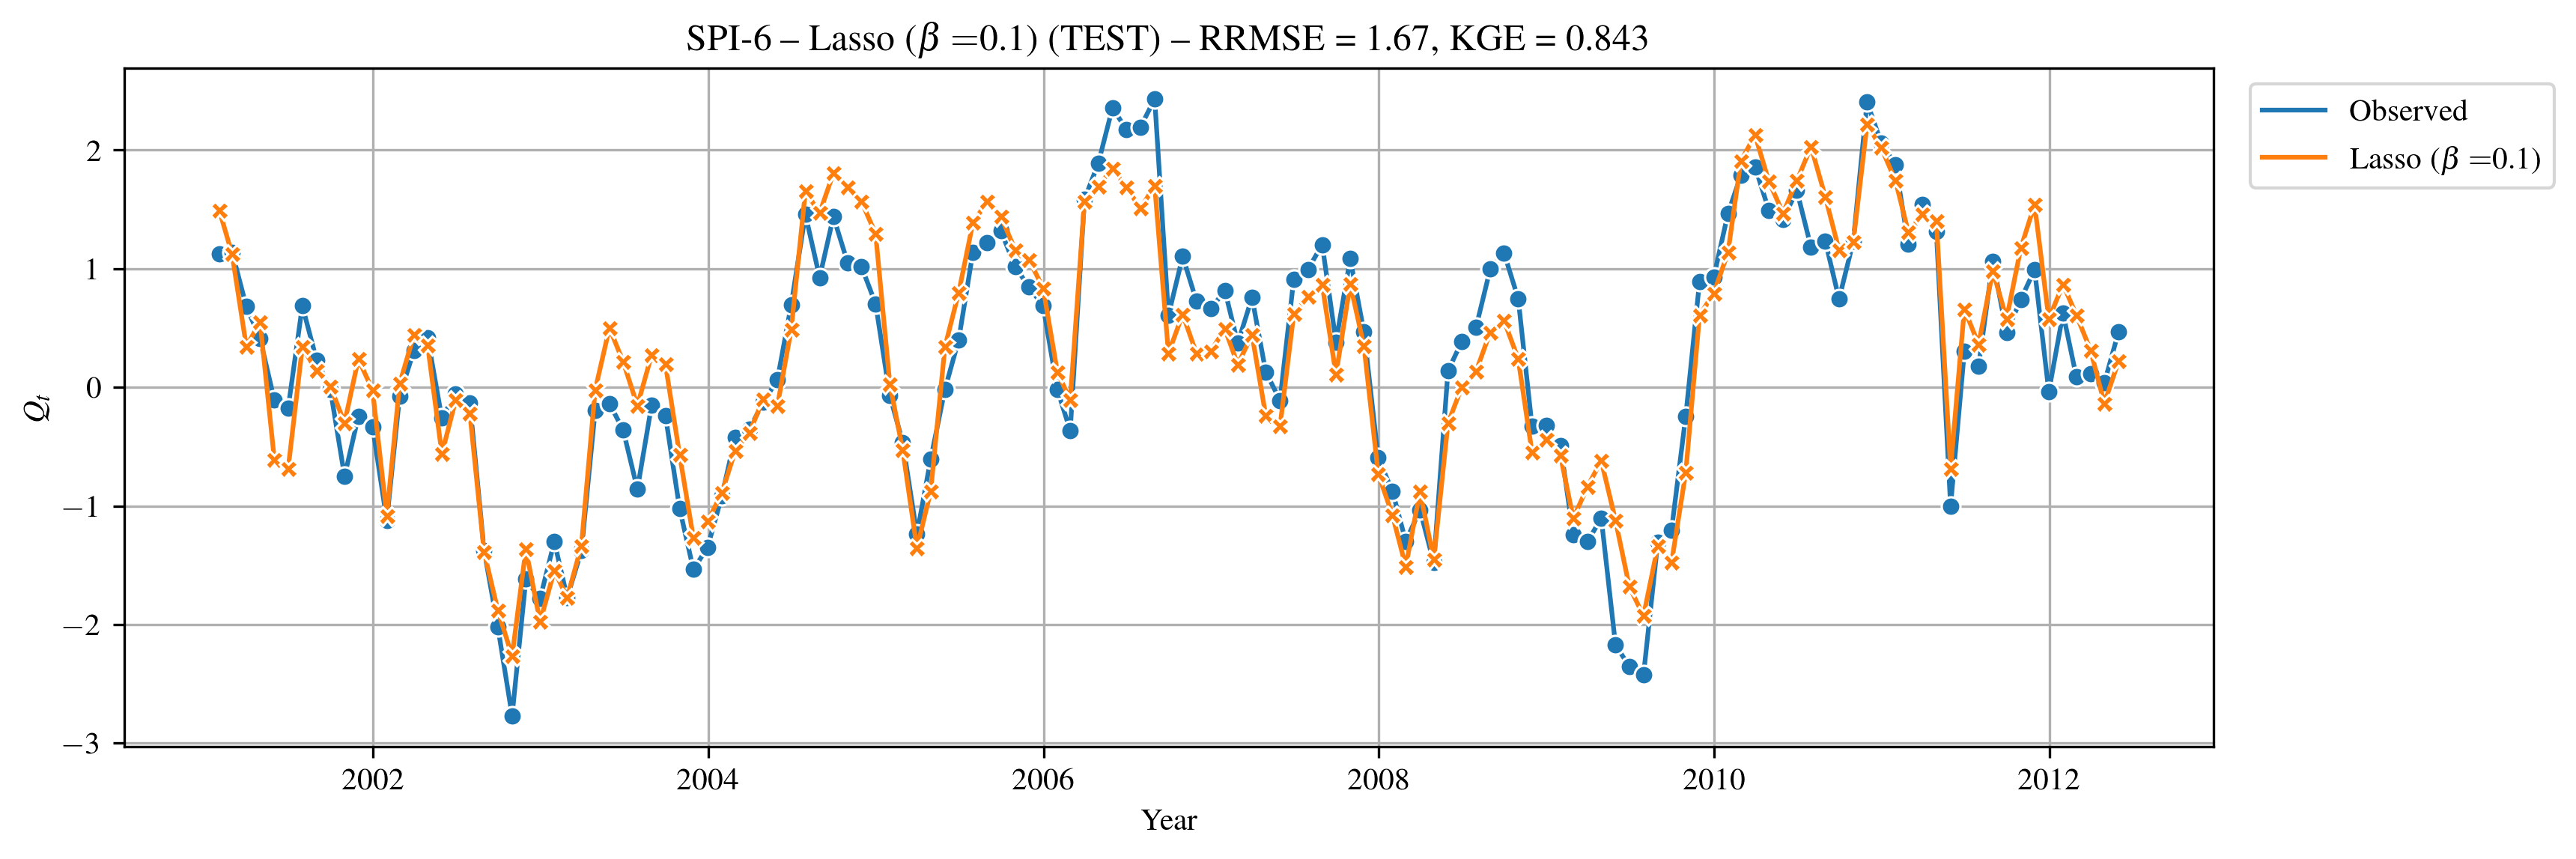 SPI-6 – Lasso (β =0.1) (TEST) – RRMSE = 1.67, KGE = 0.843
Observed
Lasso (β =0.1)
2
1
0
−1
−2
−3
Qt
2002 2004 2006 2008 2010 2012
Year